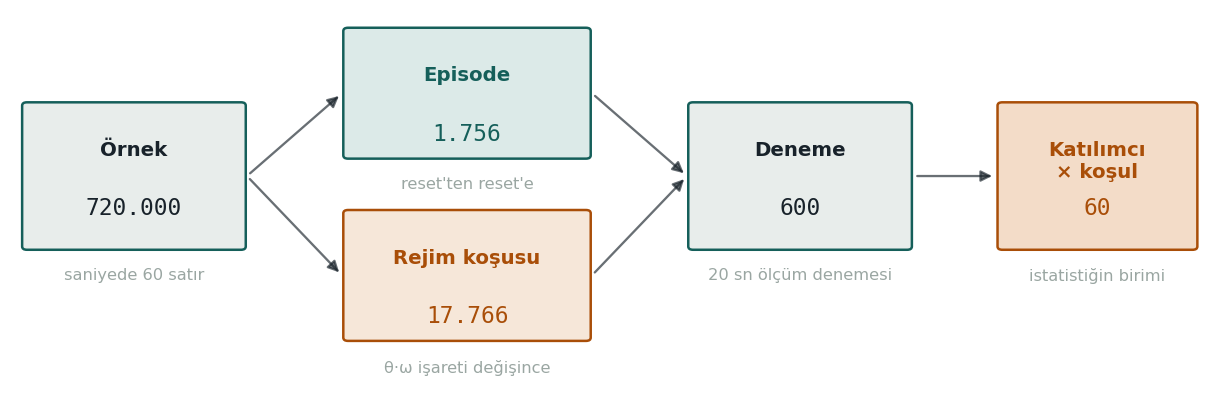 Örnek
720.000
saniyede 60 satır
Episode
1.756
reset'ten reset'e
Rejim koşusu
17.766
θ·ω işareti değişince
Deneme
600
20 sn ölçüm denemesi
Katılımcı
× koşul
60
istatistiğin birimi